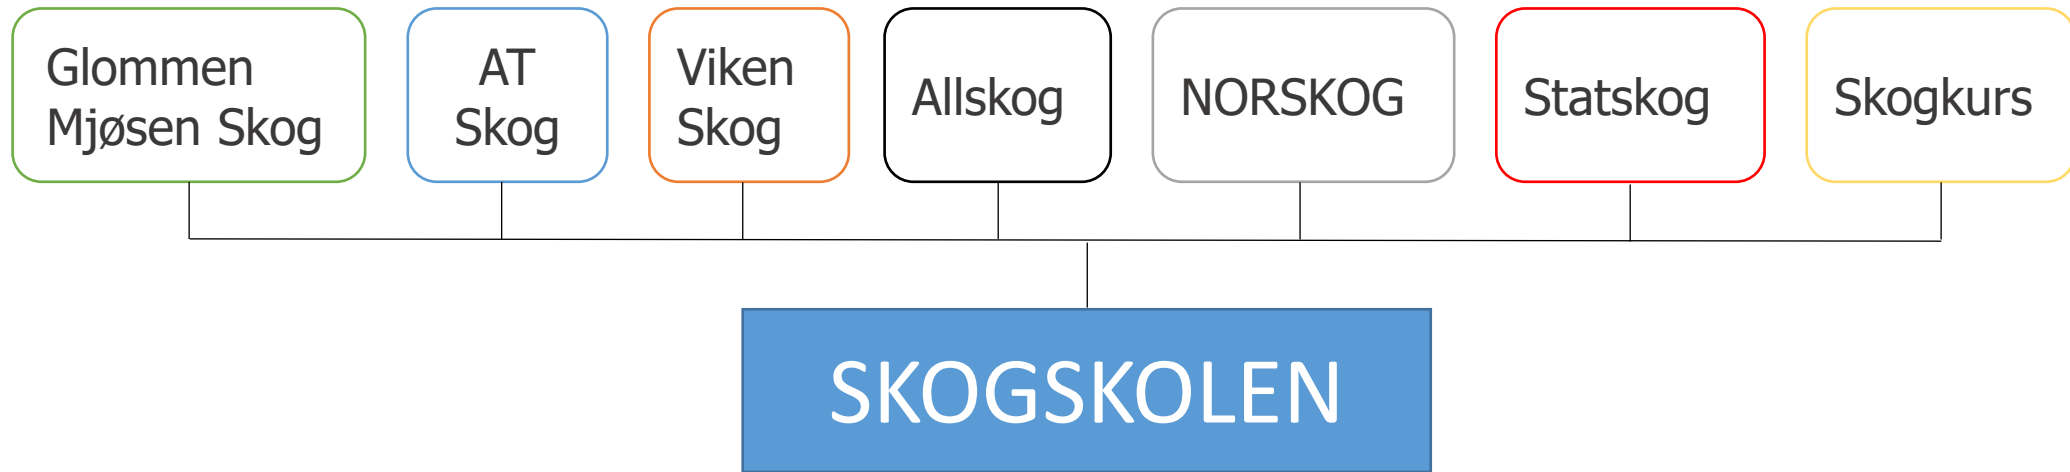 Glommen
Mjøsen Skog
AT
Skog
Viken
Skog
Allskog
NORSKOG
Statskog
Skogkurs
SKOGSKOLEN